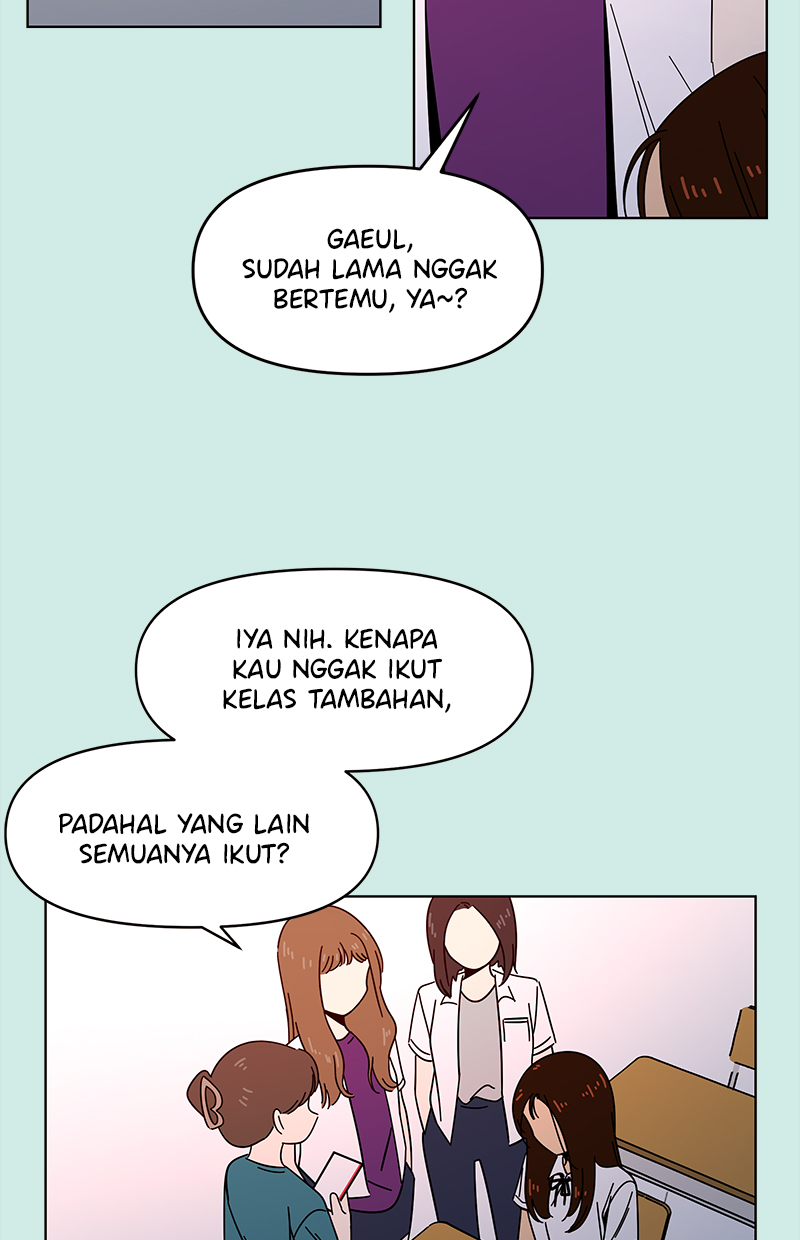 GAEUL,
SUDAH LAMA NGGAK
BERTEMU, YA~?
IYA NIH. KENAPA
KAU NGGAK IKUT
KELAS TAMBAHAN,
PADAHAL YANG LAIN
SEMUANYA IKUT?